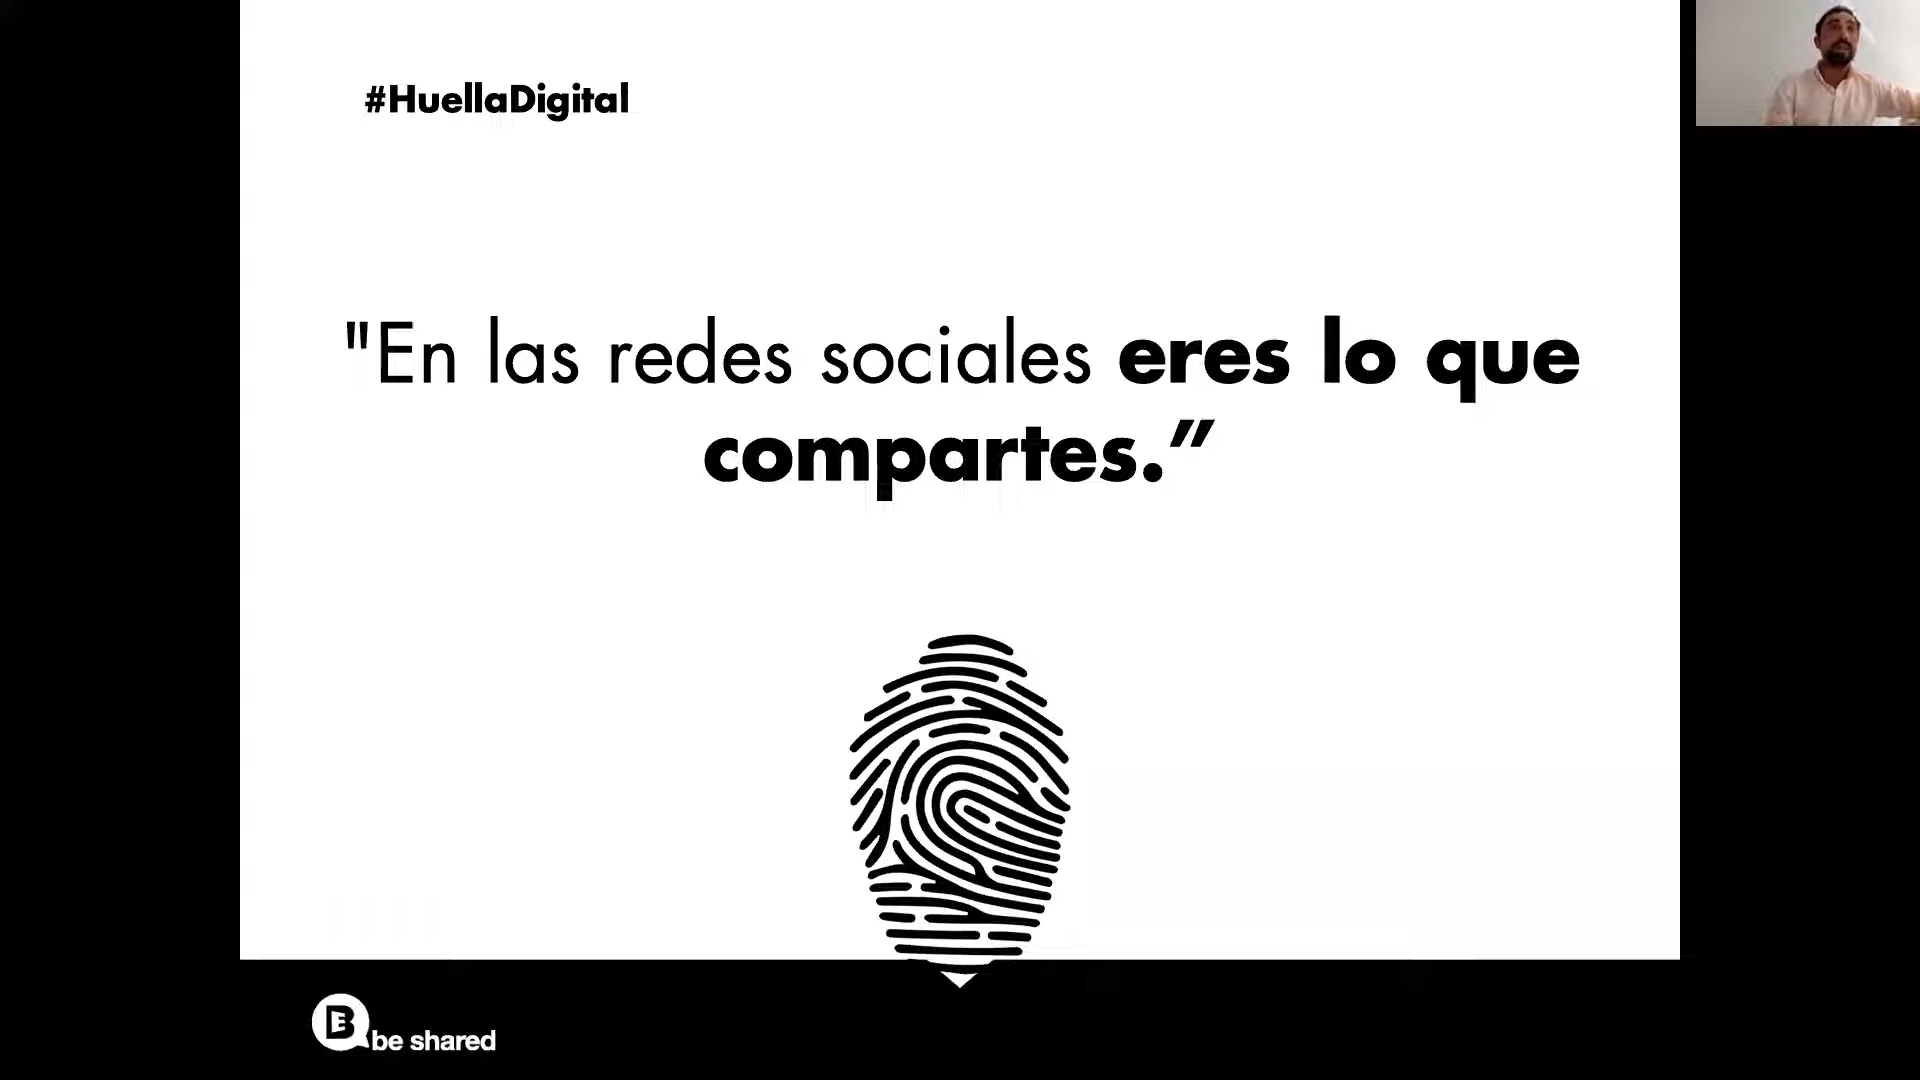 #HuellaDigital
"En las redes sociales eres lo que
compartes.”
B
be shared